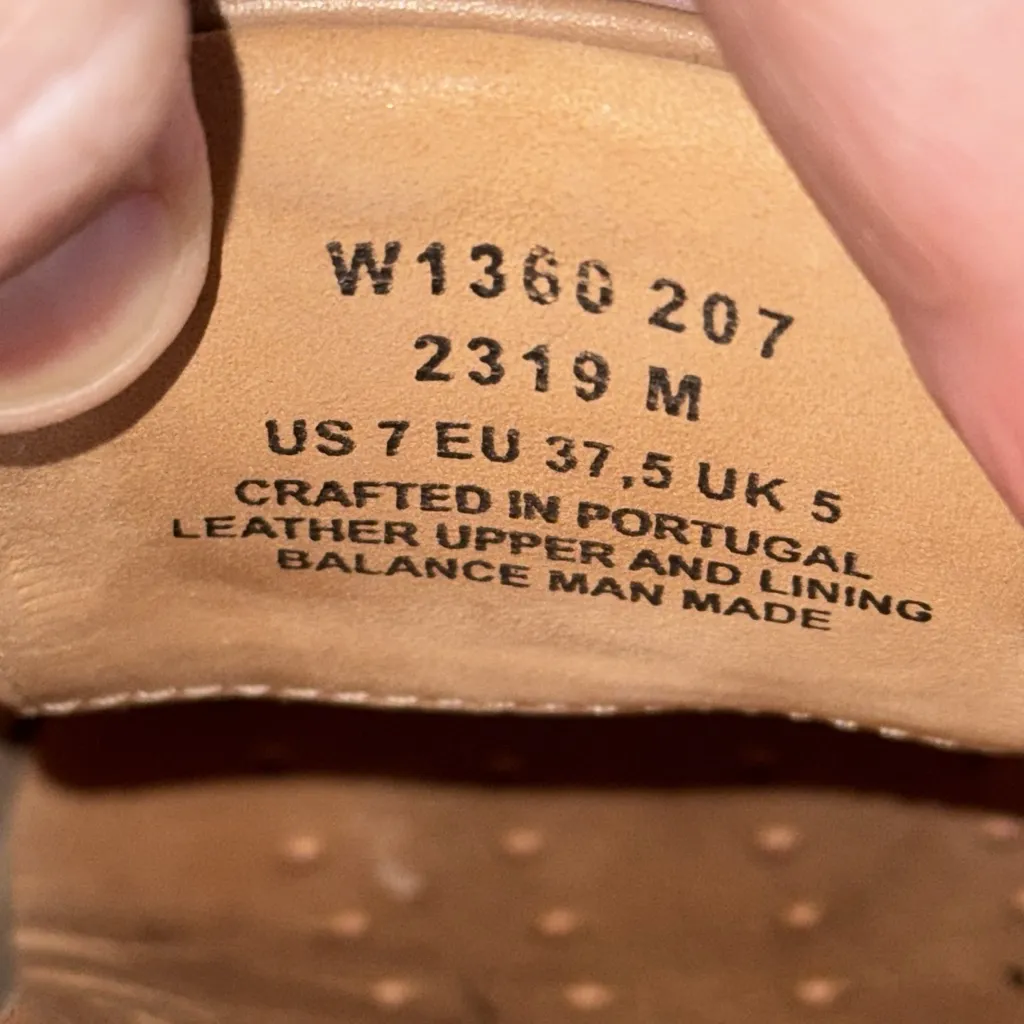 W1360 207
2319 M
US 7 EU 37,5 UK 5
CRAFTED IN PORTUGAL
LEATHER UPPER AND LINING
BALANCE MAN MADE